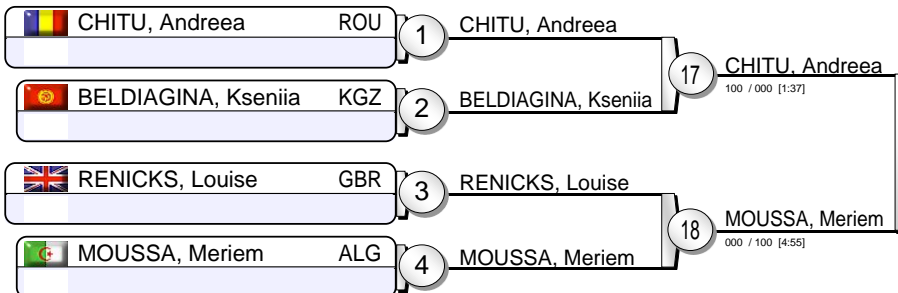 CHITU, Andreea ROU
1
CHITU, Andreea
BELDIAGINA, Kseniia KGZ
2
BELDIAGINA, Kseniia
17
CHITU, Andreea
100 / 000 [1:37]
RENICKS, Louise GBR
3
RENICKS, Louise
MOUSSA, Meriem ALG
4
MOUSSA, Meriem
18
MOUSSA, Meriem
000 / 100 [4:55]